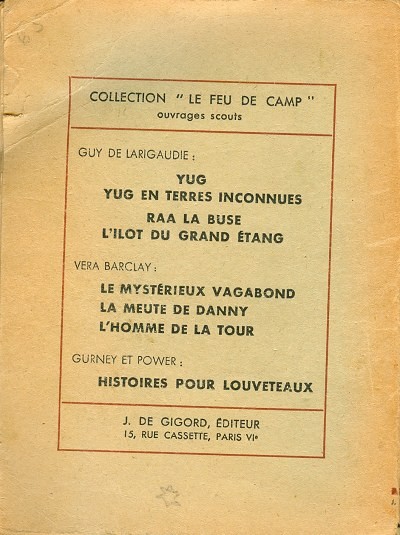 COLLECTION " LE FEU DE CAMP "
ouvrages scouts
GUY DE LARIGAUDIE :
YUG
YUG EN TERRES INCONNUES
RAA LA BUSE
L'ILOT DU GRAND ÉTANG
VERA BARCLAY :
LE MYSTÉRIEUX VAGABOND
LA MEUTE DE DANNY
L'HOMME DE LA TOUR
GURNEY ET POWER :
HISTOIRES POUR LOUVETEAUX
J. DE GIGORD, ÉDITEUR
15, RUE CASSETTE, PARIS VIe